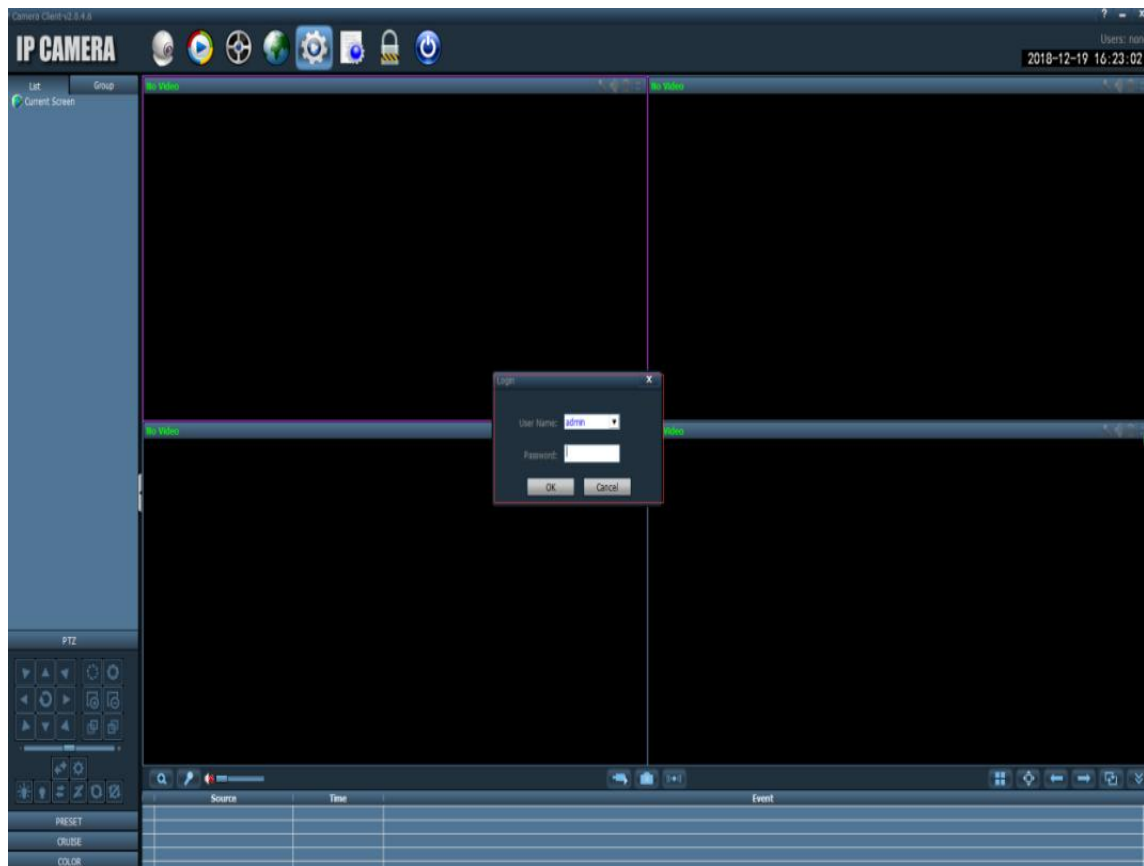 Camera Client-v2.0.4.6
? - x
IP CAMERA
Users: non
2018-12-19 16:23:02
List Group
Current Screen
No Video
No Video
No Video
Video
Login X
User Name: admin
Password:
OK Cancel
PTZ
Source Time Event
PRESET
CRUISE
COLOR